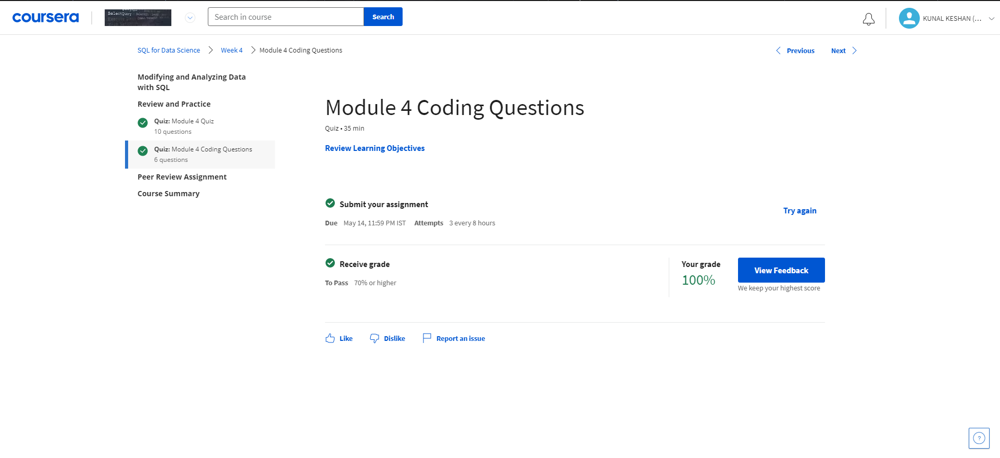 coursera
SelectQuery
Search in course
Search
KUNAL KESHAN (...
SQL for Data Science
Week 4
Module 4 Coding Questions
Previous
Next
Modifying and Analyzing Data
with SQL
Review and Practice
Quiz: Module 4 Quiz
10 questions
Quiz: Module 4 Coding Questions
6 questions
Peer Review Assignment
Course Summary
Module 4 Coding Questions
Quiz • 35 min
Review Learning Objectives
Submit your assignment
Due May 14, 11:59 PM IST Attempts 3 every 8 hours
Try again
Receive grade
To Pass 70% or higher
Your grade
100%
View Feedback
We keep your highest score
Like
Dislike
Report an issue
?